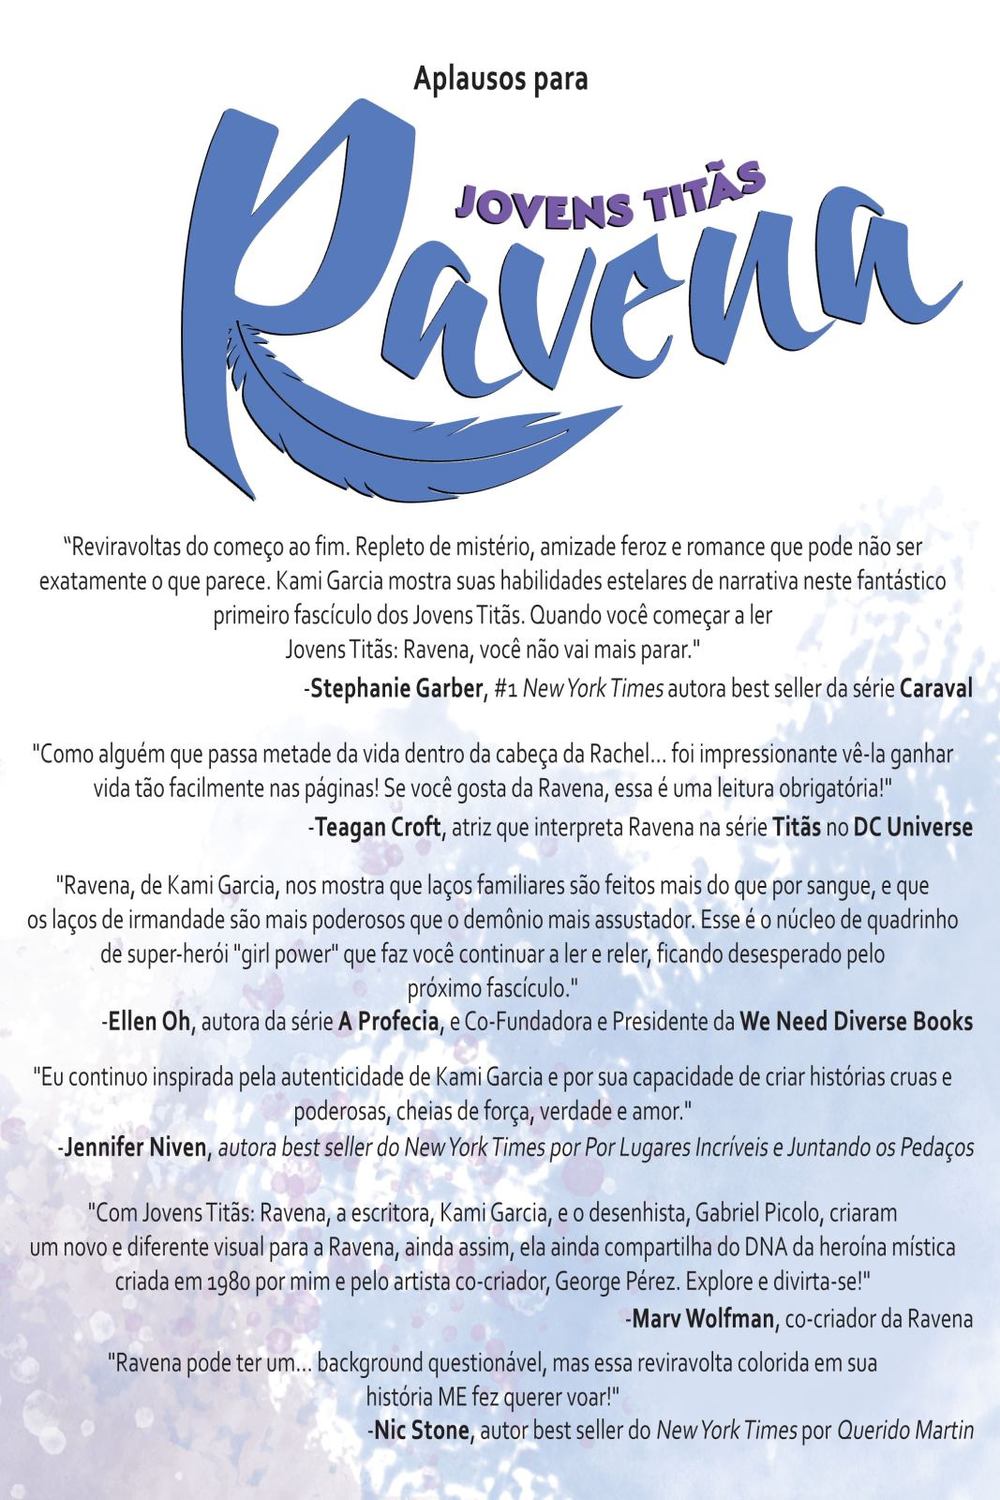 Aplausos para
JOVENS TITÃS
Ravena
“Reviravoltas do começo ao fim. Repleto de mistério, amizade feroz e romance que pode não ser
exatamente o que parece. Kami Garcia mostra suas habilidades estelares de narrativa neste fantástico
primeiro fascículo dos Jovens Titãs. Quando você começar a ler
Jovens Titãs: Ravena, você não vai mais parar."
-Stephanie Garber, #1 New York Times autora best seller da série Caraval
"Como alguém que passa metade da vida dentro da cabeça da Rachel... foi impressionante vê-la ganhar
vida tão facilmente nas páginas! Se você gosta da Ravena, essa é uma leitura obrigatória!"
-Teagan Croft, atriz que interpreta Ravena na série Titãs no DC Universe
"Ravena, de Kami Garcia, nos mostra que laços familiares são feitos mais do que por sangue, e que
os laços de irmandade são mais poderosos que o demônio mais assustador. Esse é o núcleo de quadrinho
de super-herói "girl power" que faz você continuar a ler e reler, ficando desesperado pelo
próximo fascículo."
-Ellen Oh, autora da série A Profecia, e Co-Fundadora e Presidente da We Need Diverse Books
"Eu continuo inspirada pela autenticidade de Kami Garcia e por sua capacidade de criar histórias cruas e
poderosas, cheias de força, verdade e amor."
-Jennifer Niven, autora best seller do New York Times por Por Lugares Incríveis e Juntando os Pedaços
"Com Jovens Titãs: Ravena, a escritora, Kami Garcia, e o desenhista, Gabriel Picolo, criaram
um novo e diferente visual para a Ravena, ainda assim, ela ainda compartilha do DNA da heroína mística
criada em 1980 por mim e pelo artista co-criador, George Pérez. Explore e divirta-se!"
-Marv Wolfman, co-criador da Ravena
"Ravena pode ter um... background questionável, mas essa reviravolta colorida em sua
história ME fez querer voar!"
-Nic Stone, autor best seller do New York Times por Querido Martin